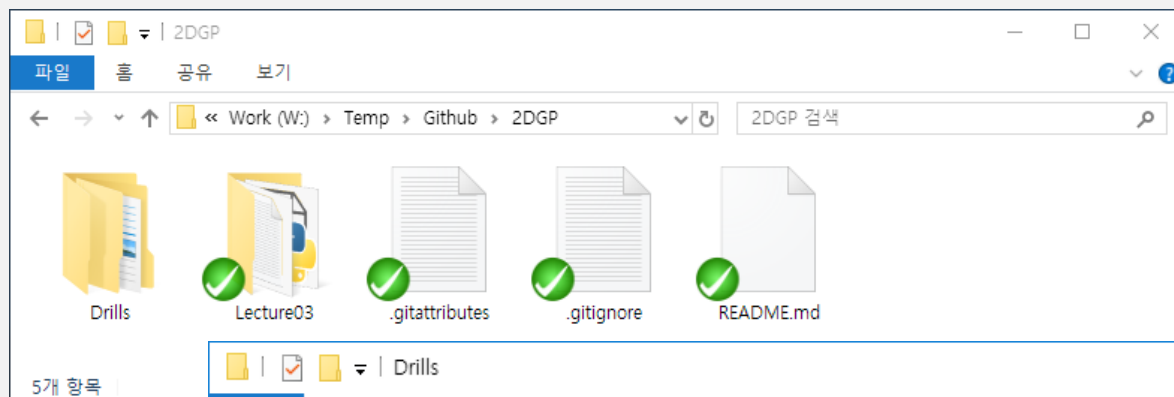 2DGP
파일 홈 공유 보기
« Work (W:) › Temp › Github › 2DGP 2DGP 검색
Drills Lecture03 .gitattributes .gitignore README.md
5개 항목
Drills